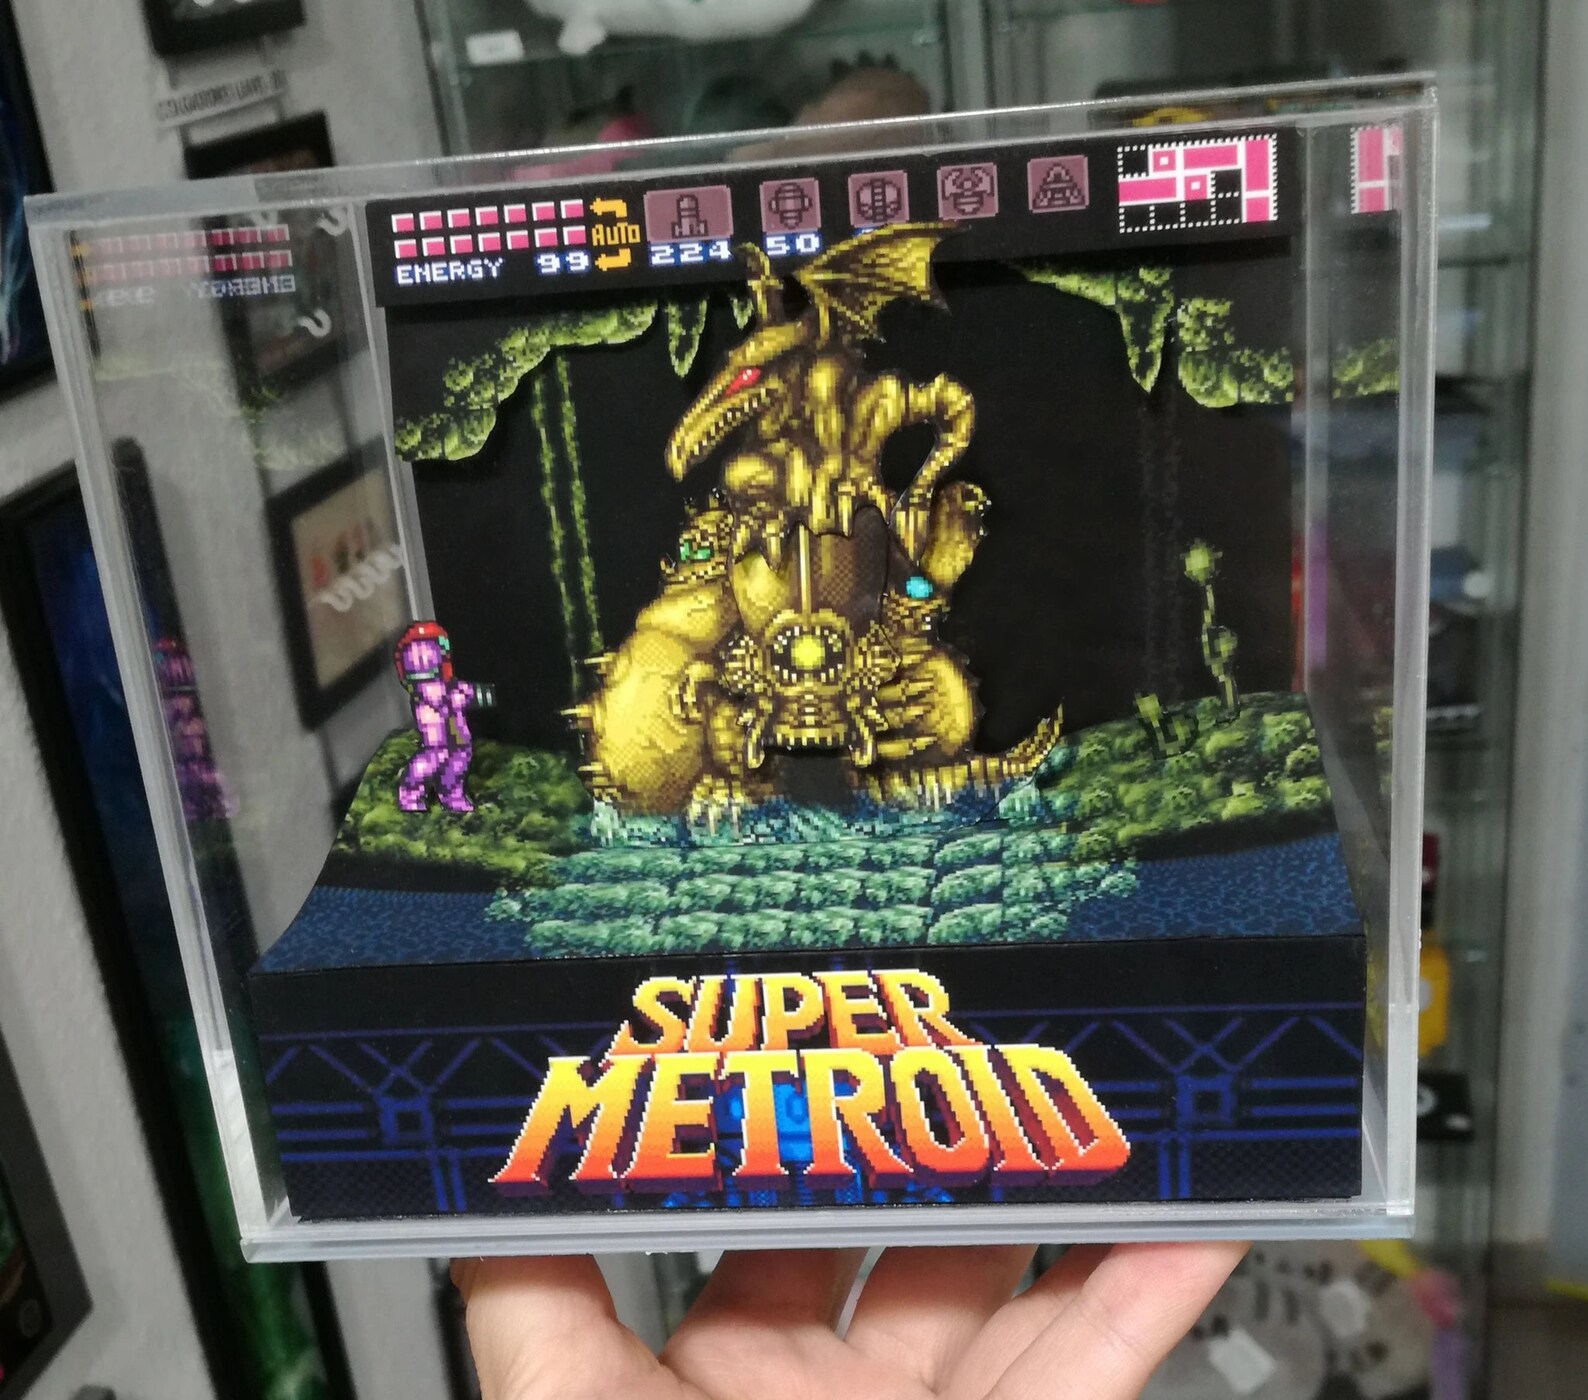 AUTO
ENERGY 99
224
50
SUPER
METROID